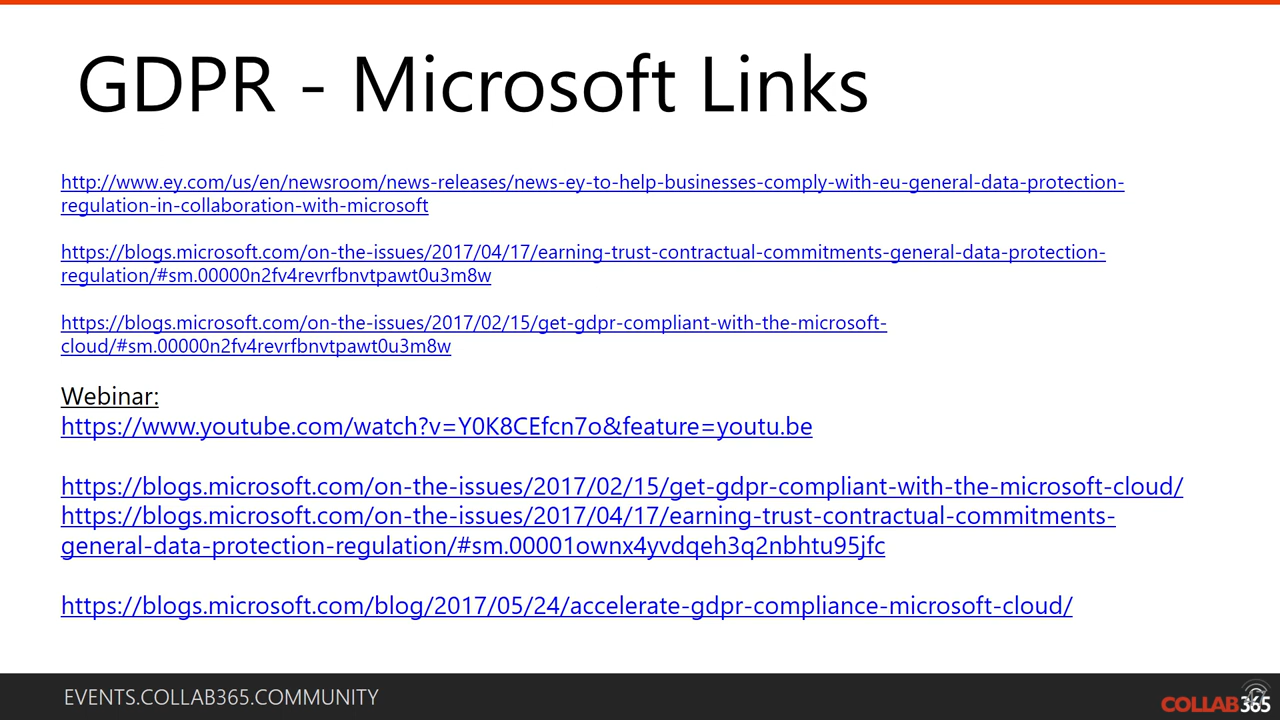 GDPR - Microsoft Links
http://www.ey.com/us/en/newsroom/news-releases/news-ey-to-help-businesses-comply-with-eu-general-data-protection-
regulation-in-collaboration-with-microsoft
https://blogs.microsoft.com/on-the-issues/2017/04/17/earning-trust-contractual-commitments-general-data-protection-
regulation/#sm.00000n2fv4revrfbnvtpawt0u3m8w
https://blogs.microsoft.com/on-the-issues/2017/02/15/get-gdpr-compliant-with-the-microsoft-
cloud/#sm.00000n2fv4revrfbnvtpawt0u3m8w
Webinar:
https://www.youtube.com/watch?v=Y0K8CEfcn7o&feature=youtu.be
https://blogs.microsoft.com/on-the-issues/2017/02/15/get-gdpr-compliant-with-the-microsoft-cloud/
https://blogs.microsoft.com/on-the-issues/2017/04/17/earning-trust-contractual-commitments-
general-data-protection-regulation/#sm.00001ownx4yvdqeh3q2nbhtu95jfc
https://blogs.microsoft.com/blog/2017/05/24/accelerate-gdpr-compliance-microsoft-cloud/
EVENTS.COLLAB365.COMMUNITY
COLLAB365